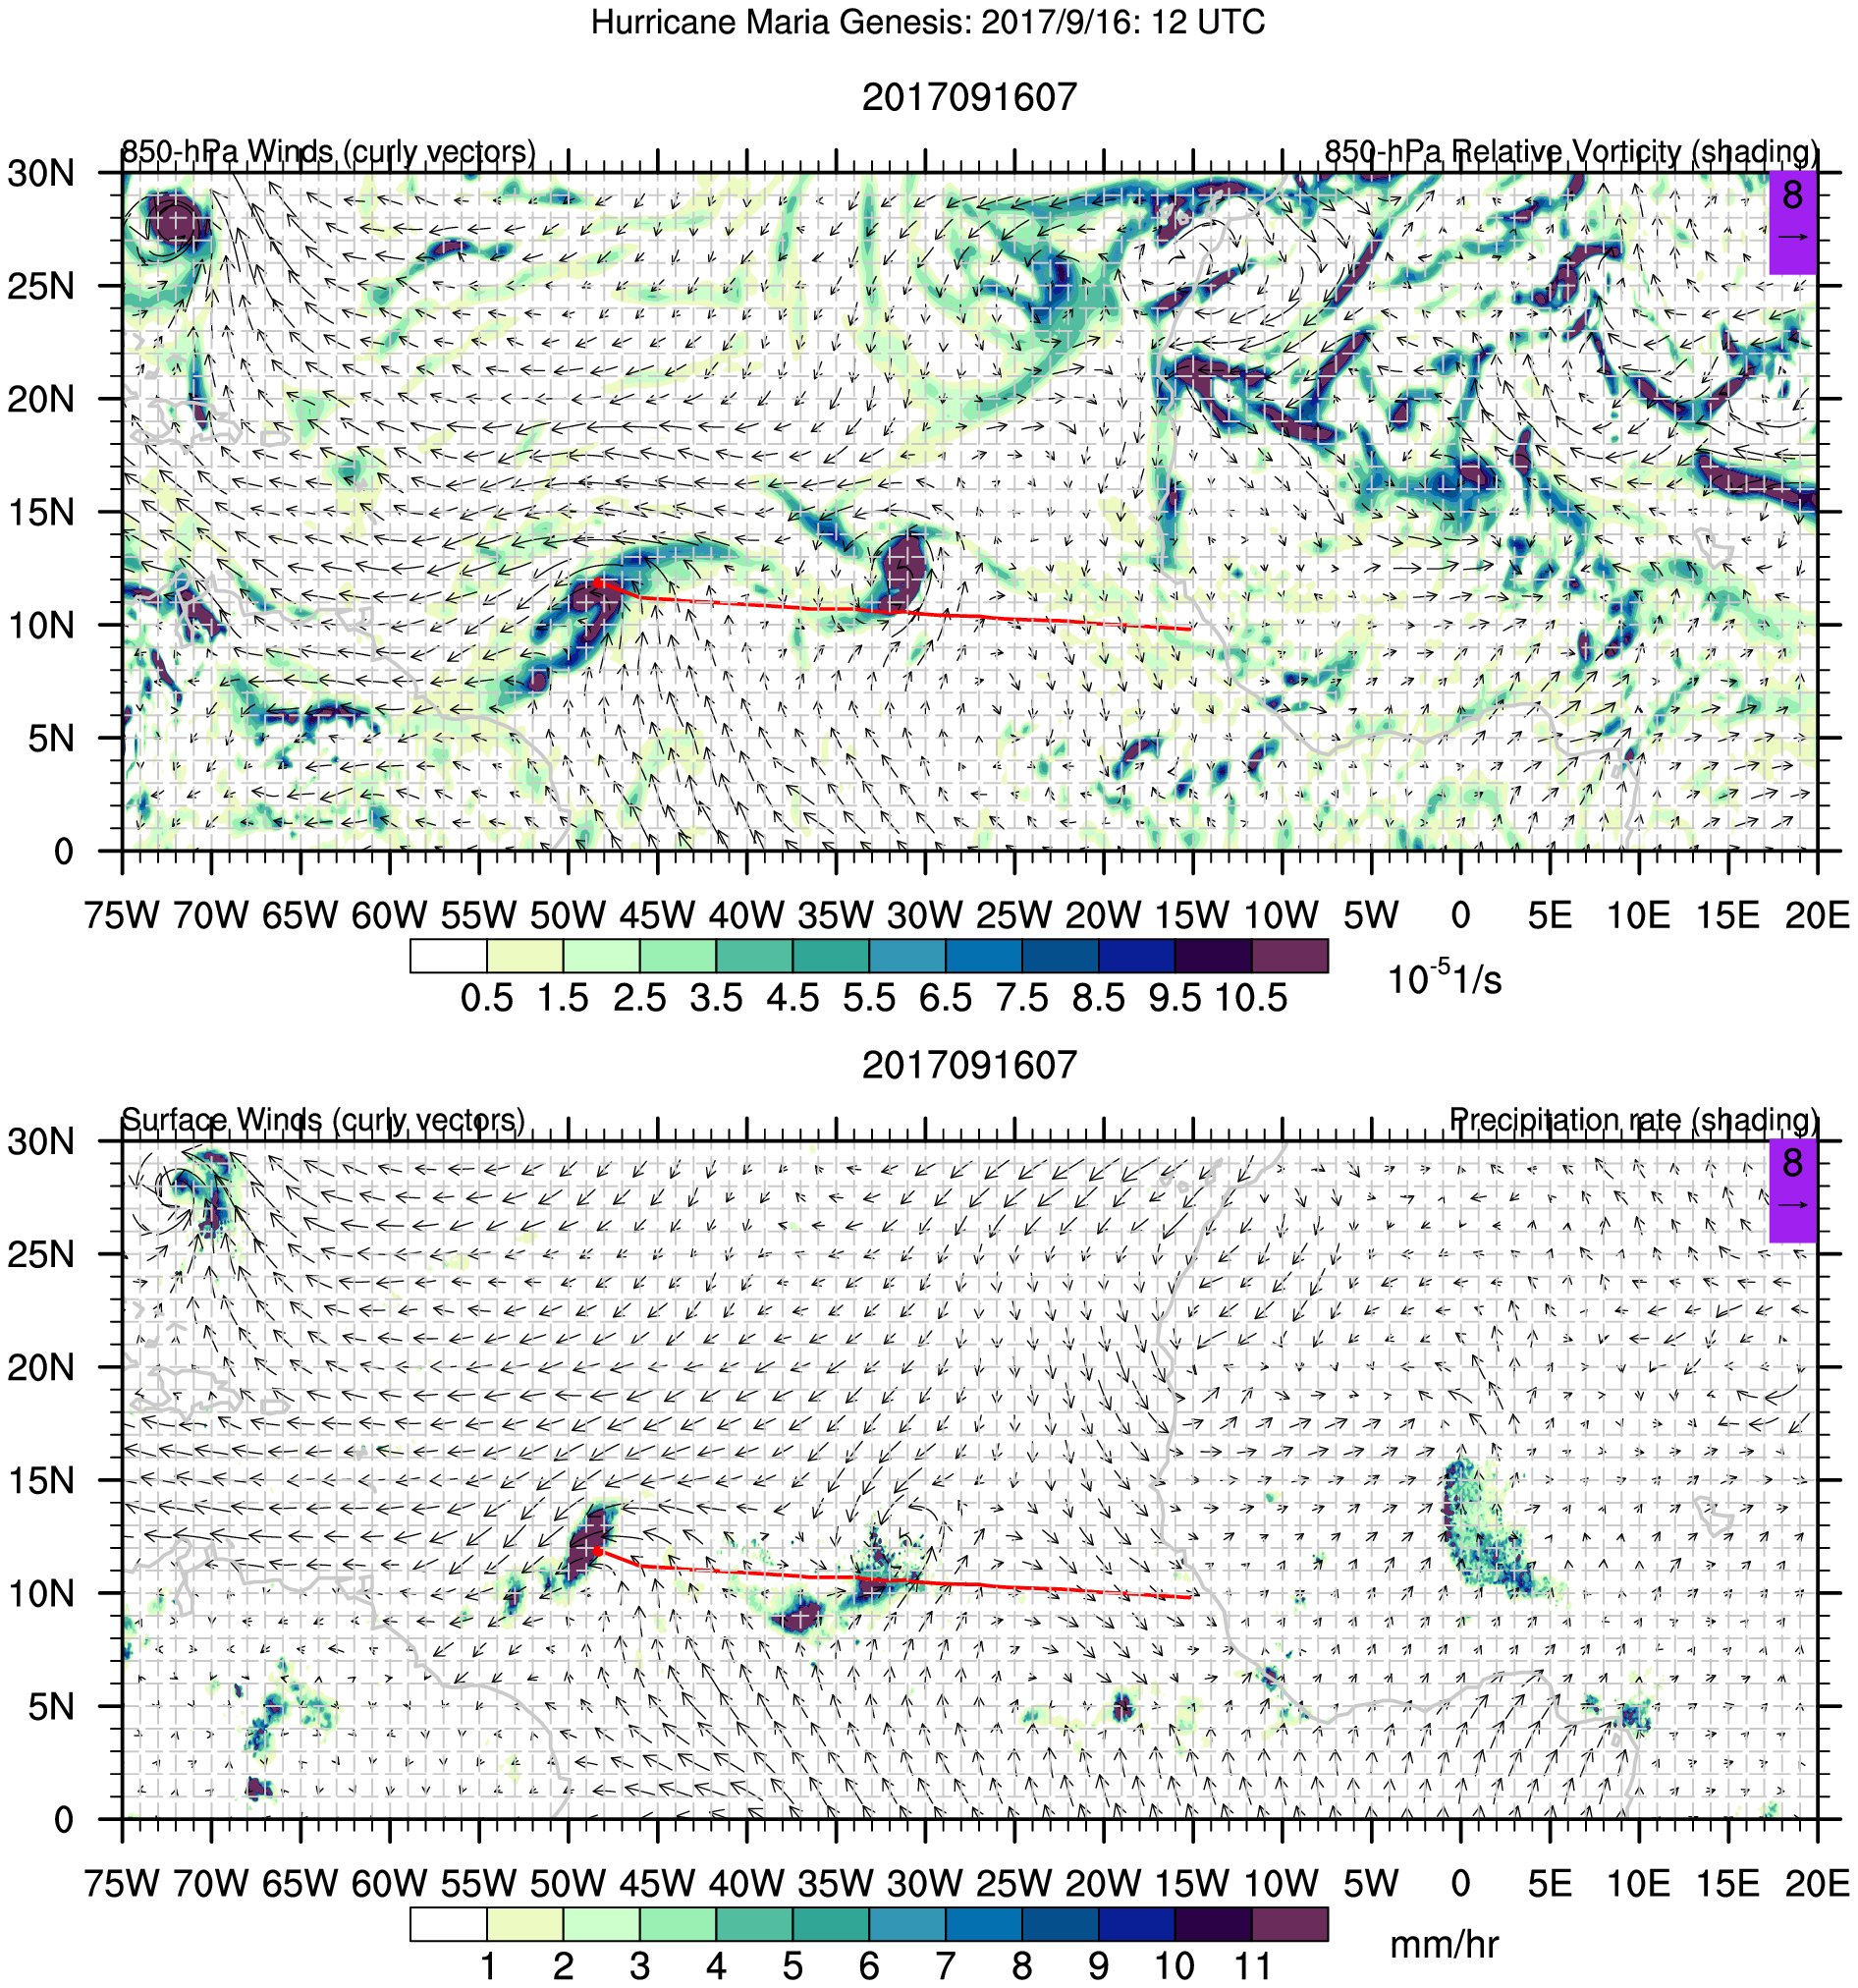 Hurricane Maria Genesis: 2017/9/16: 12 UTC
2017091607
850-hPa Winds (curly vectors) 850-hPa Relative Vorticity (shading)
8
30N
25N
20N
15N
10N
5N
0
75W 70W 65W 60W 55W 50W 45W 40W 35W 30W 25W 20W 15W 10W 5W 0 5E 10E 15E 20E
0.5 1.5 2.5 3.5 4.5 5.5 6.5 7.5 8.5 9.5 10.5
10-51/s
2017091607
Surface Winds (curly vectors) Precipitation rate (shading)
8
30N
25N
20N
15N
10N
5N
0
75W 70W 65W 60W 55W 50W 45W 40W 35W 30W 25W 20W 15W 10W 5W 0 5E 10E 15E 20E
1 2 3 4 5 6 7 8 9 10 11
mm/hr